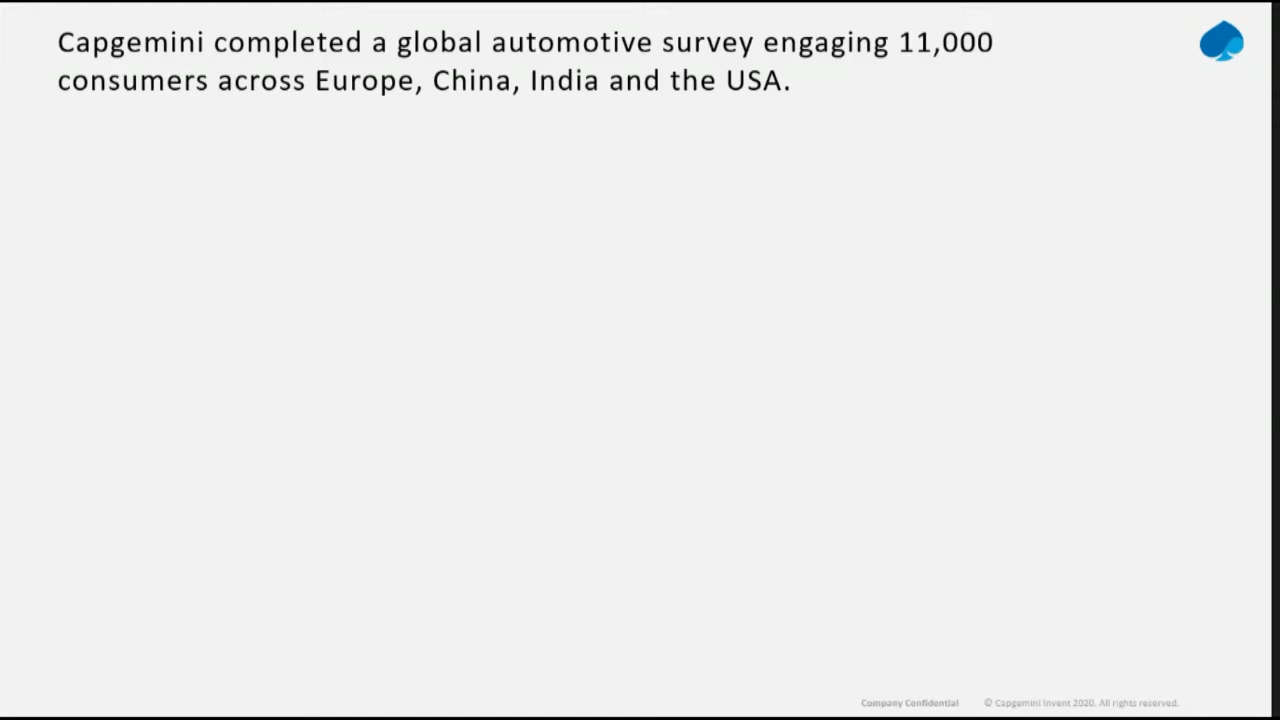 Capgemini completed a global automotive survey engaging 11,000
consumers across Europe, China, India and the USA.
Company Confidential © Capgemini Invent 2020. All rights reserved.